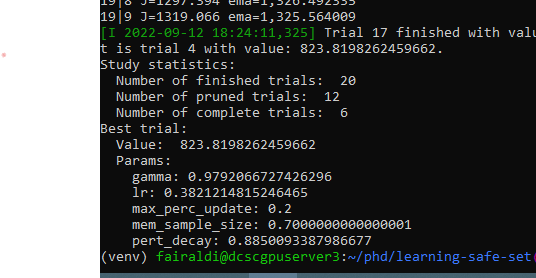 19|8 J=1297.394 ema=1,326.492335
19|9 J=1319.066 ema=1,325.564009
[I 2022-09-12 18:24:11,325] Trial 17 finished with valu
t is trial 4 with value: 823.8198262459662.
Study statistics:
Number of finished trials: 20
Number of pruned trials: 12
Number of complete trials: 6
Best trial:
Value: 823.8198262459662
Params:
gamma: 0.9792066727426296
lr: 0.3821214815246465
max_perc_update: 0.2
mem_sample_size: 0.7000000000000001
pert_decay: 0.8850093387986677
(venv) fairaldi@dcscgpuserver3:~/phd/learning-safe-set